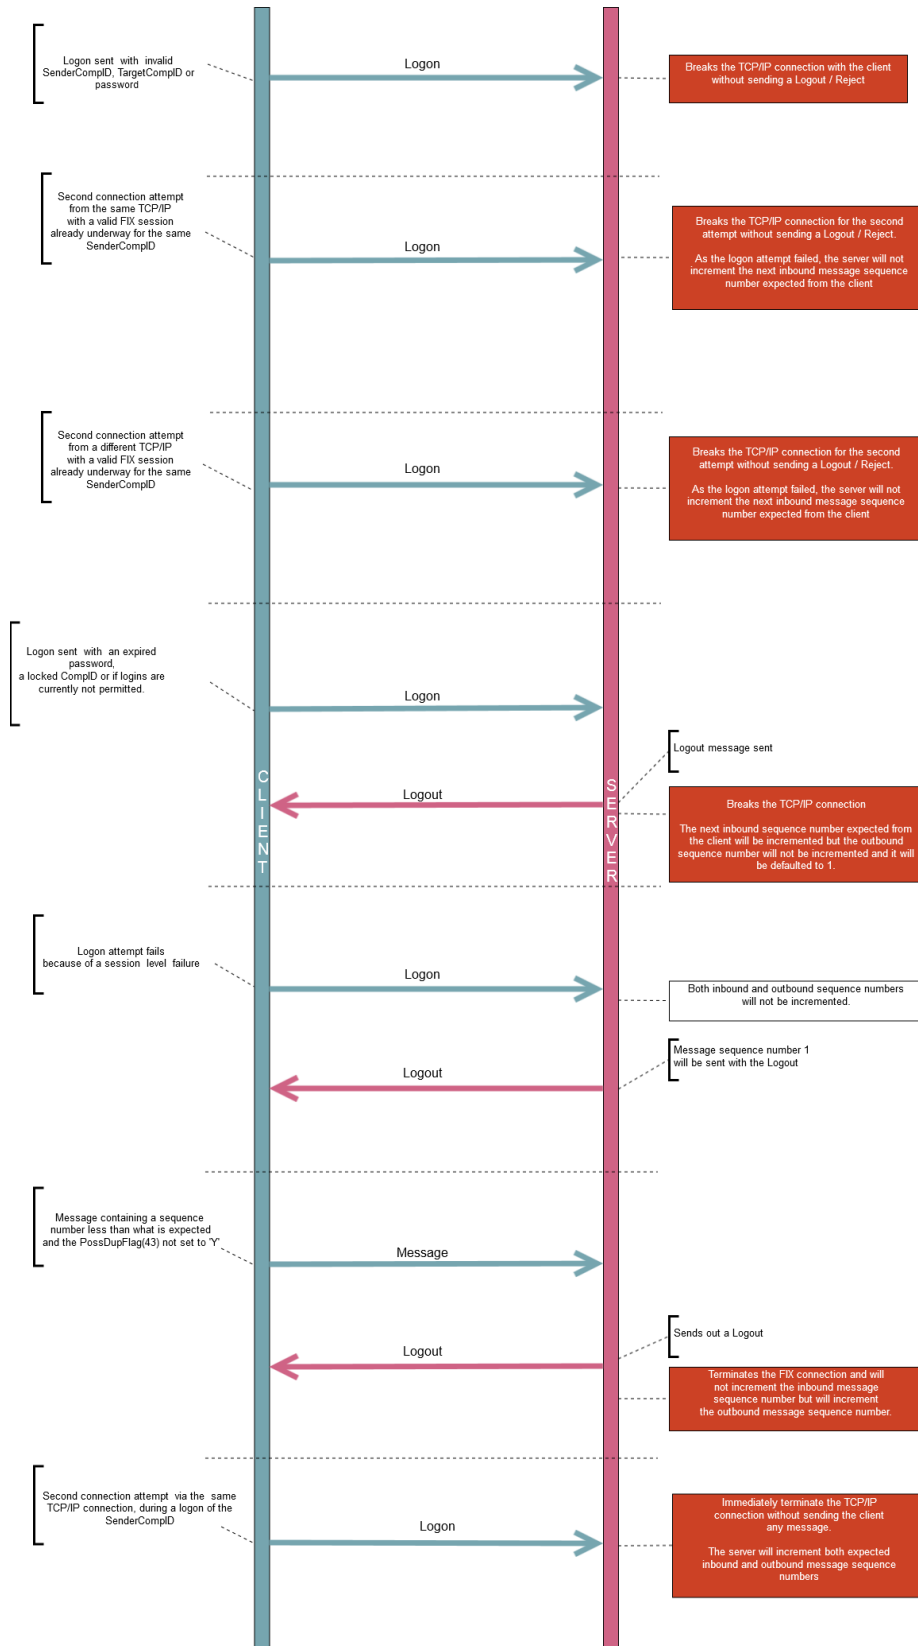 Logon sent with invalid
SenderCompID, TargetCompID or
password
Logon
Breaks the TCP/IP connection with the client
without sending a Logout / Reject
Second connection attempt
from the same TCP/IP
with a valid FIX session
already underway for the same
SenderCompID
Logon
Breaks the TCP/IP connection for the second
attempt without sending a Logout / Reject.
As the logon attempt failed, the server will not
increment the next inbound message sequence
number expected from the client
Second connection attempt
from a different TCP/IP
with a valid FIX session
already underway for the same
SenderCompID
Logon
Breaks the TCP/IP connection for the second
attempt without sending a Logout / Reject.
As the logon attempt failed, the server will not
increment the next inbound message sequence
number expected from the client
Logon sent with an expired
password,
a locked CompID or if logins are
currently not permitted.
Logon
Logout message sent
CLIENT
Logout
SERVER
Breaks the TCP/IP connection
The next inbound sequence number expected from
the client will be incremented but the outbound
sequence number will not be incremented and it will
be defaulted to 1.
Logon attempt fails
because of a session level failure
Logon
Both inbound and outbound sequence numbers
will not be incremented.
Message sequence number 1
will be sent with the Logout
Logout
Message containing a sequence
number less than what is expected
and the PossDupFlag(43) not set to 'Y'
Message
Sends out a Logout
Logout
Terminates the FIX connection and will
not increment the inbound message
sequence number but will increment
the outbound message sequence number.
Second connection attempt via the same
TCP/IP connection, during a logon of the
SenderCompID
Logon
Immediately terminate the TCP/IP
connection without sending the client
any message.
The server will increment both expected
inbound and outbound message sequence
numbers